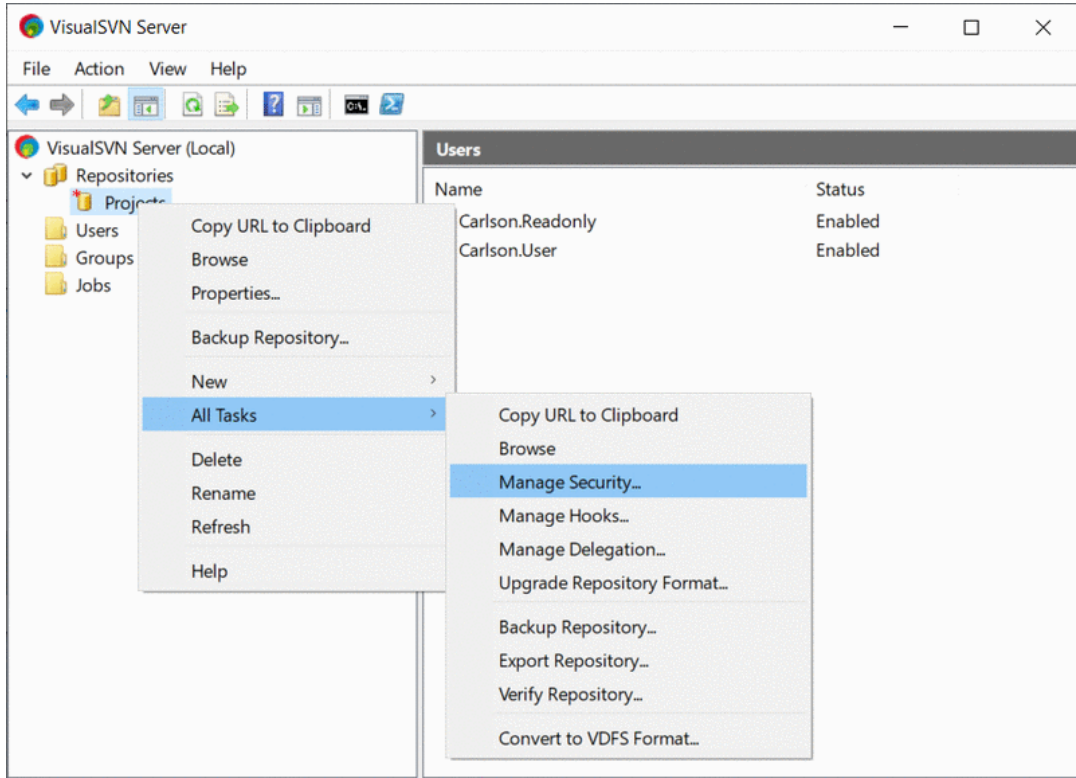 VisualSVN Server
File Action View Help
VisualSVN Server (Local)
Repositories
Projects
Users
Groups
Jobs
Users
Name Status
Carlson.Readonly Enabled
Carlson.User Enabled
Copy URL to Clipboard
Browse
Properties...
Backup Repository...
New
All Tasks
Delete
Rename
Refresh
Help
Copy URL to Clipboard
Browse
Manage Security...
Manage Hooks...
Manage Delegation...
Upgrade Repository Format...
Backup Repository...
Export Repository...
Verify Repository...
Convert to VDFS Format...